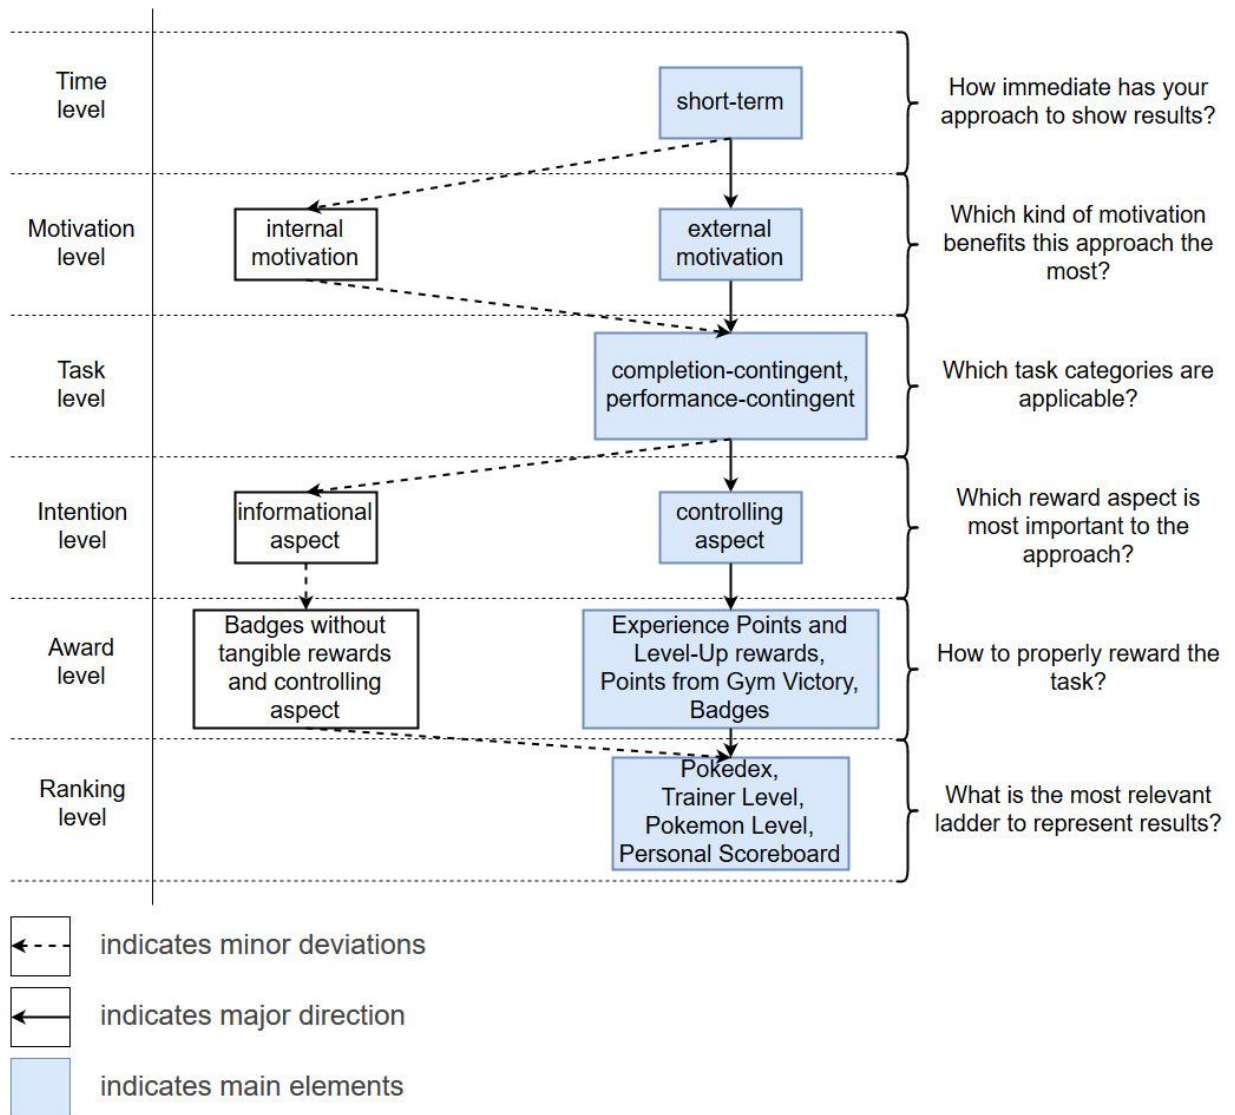 Time
level
short-term
How immediate has your
approach to show results?
Motivation
level
internal
motivation
external
motivation
Which kind of motivation
benefits this approach the
most?
Task
level
completion-contingent,
performance-contingent
Which task categories are
applicable?
Intention
level
informational
aspect
controlling
aspect
Which reward aspect is
most important to the
approach?
Award
level
Badges without
tangible rewards
and controlling
aspect
Experience Points and
Level-Up rewards,
Points from Gym Victory,
Badges
How to properly reward the
task?
Ranking
level
Pokedex,
Trainer Level,
Pokemon Level,
Personal Scoreboard
What is the most relevant
ladder to represent results?
indicates minor deviations
indicates major direction
indicates main elements